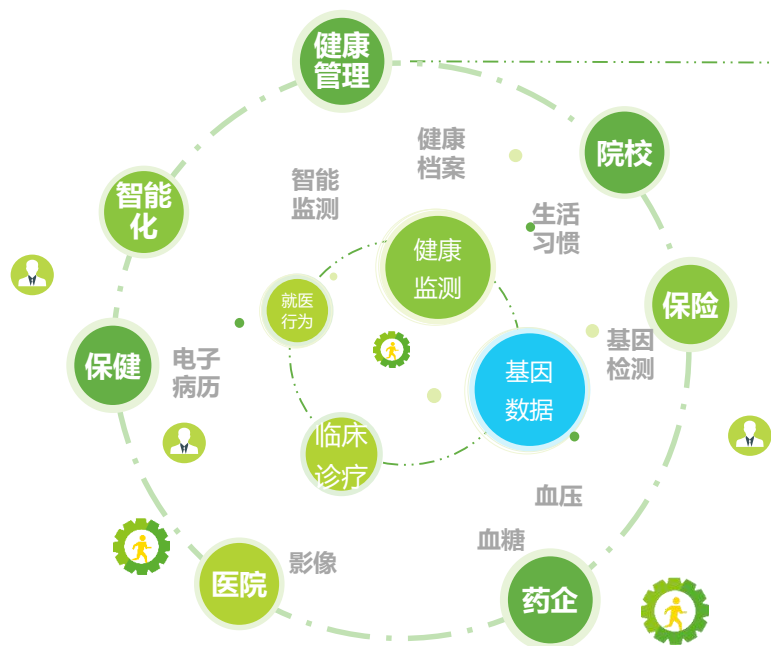 健康
管理
健康
档案
院校
智能
监测
智能
化
生活
习惯
健康
监测
就医
行为
保险
基因
检测
电子
病历
保健
基因
数据
临床
诊疗
血压
血糖
影像
医院
药企